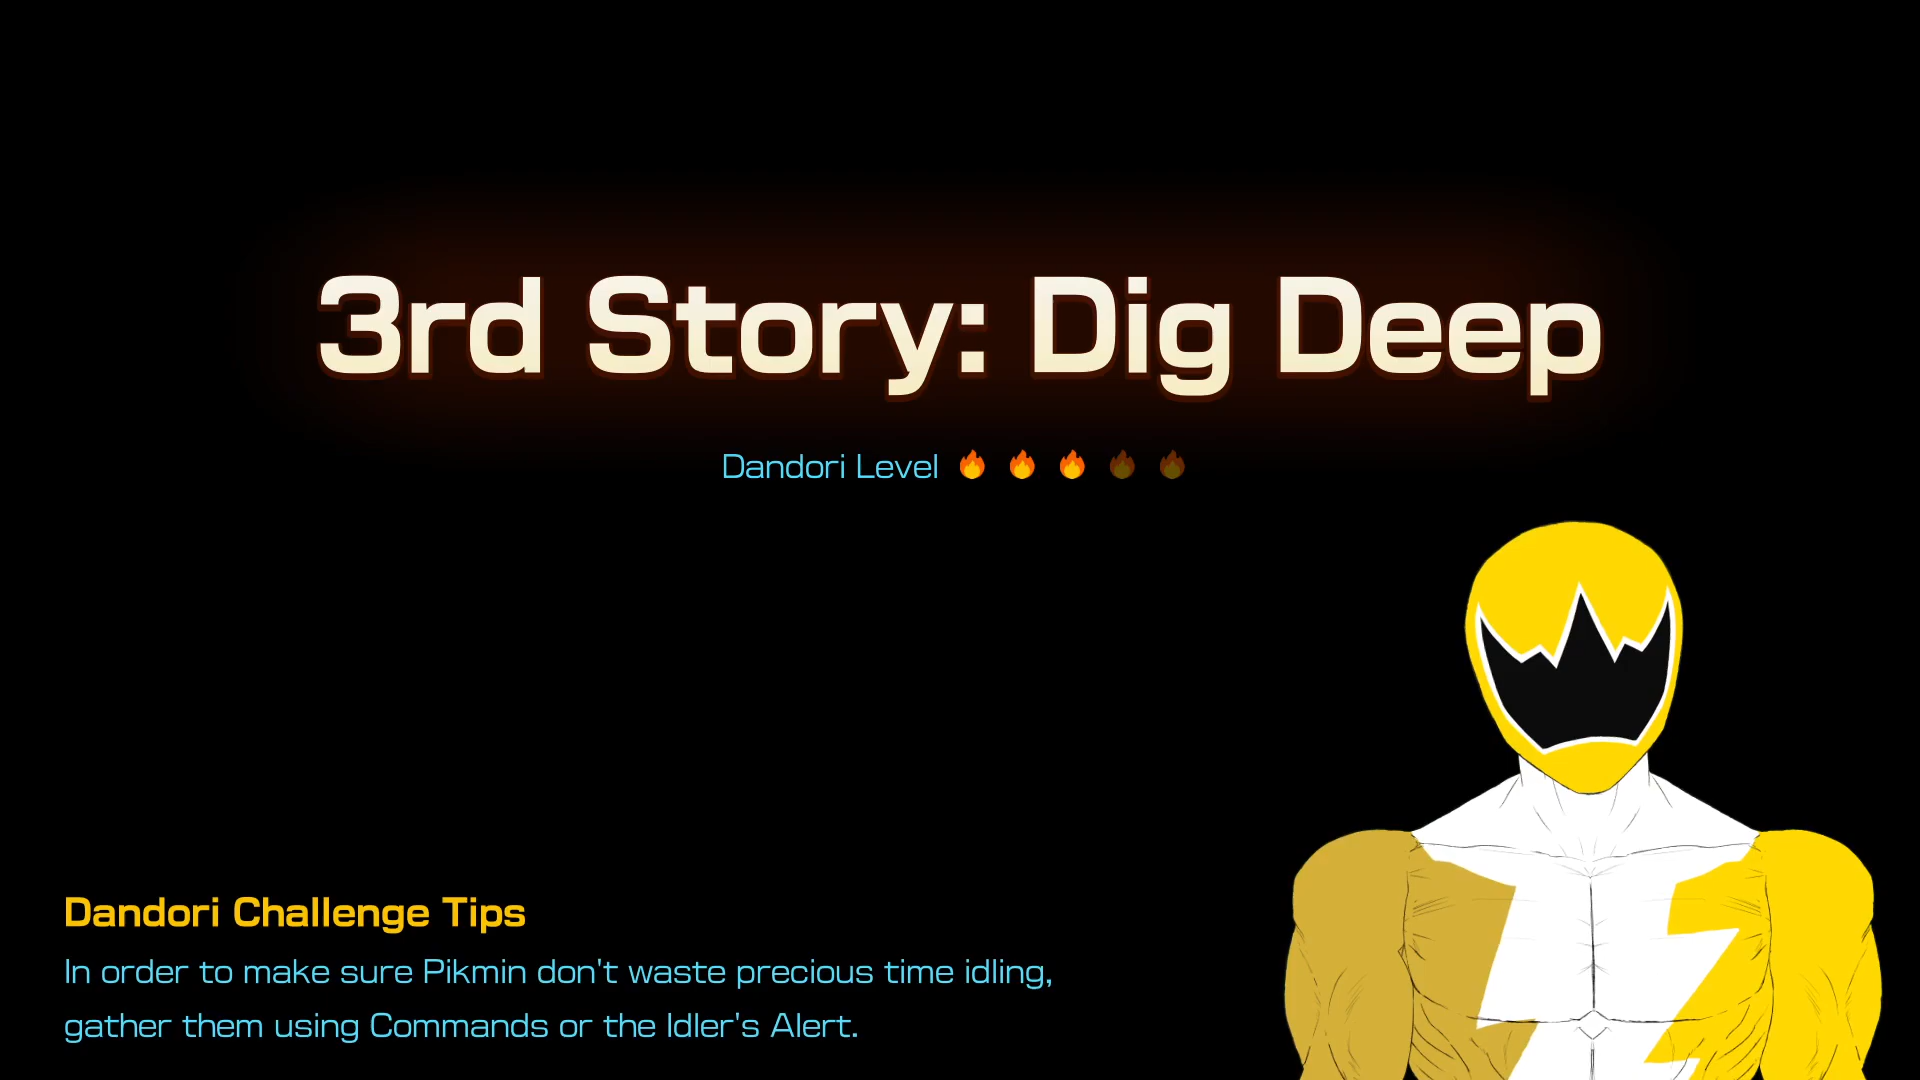 3rd Story: Dig Deep
Dandori Level
Dandori Challenge Tips
In order to make sure Pikmin don't waste precious time idling,
gather them using Commands or the Idler's Alert.